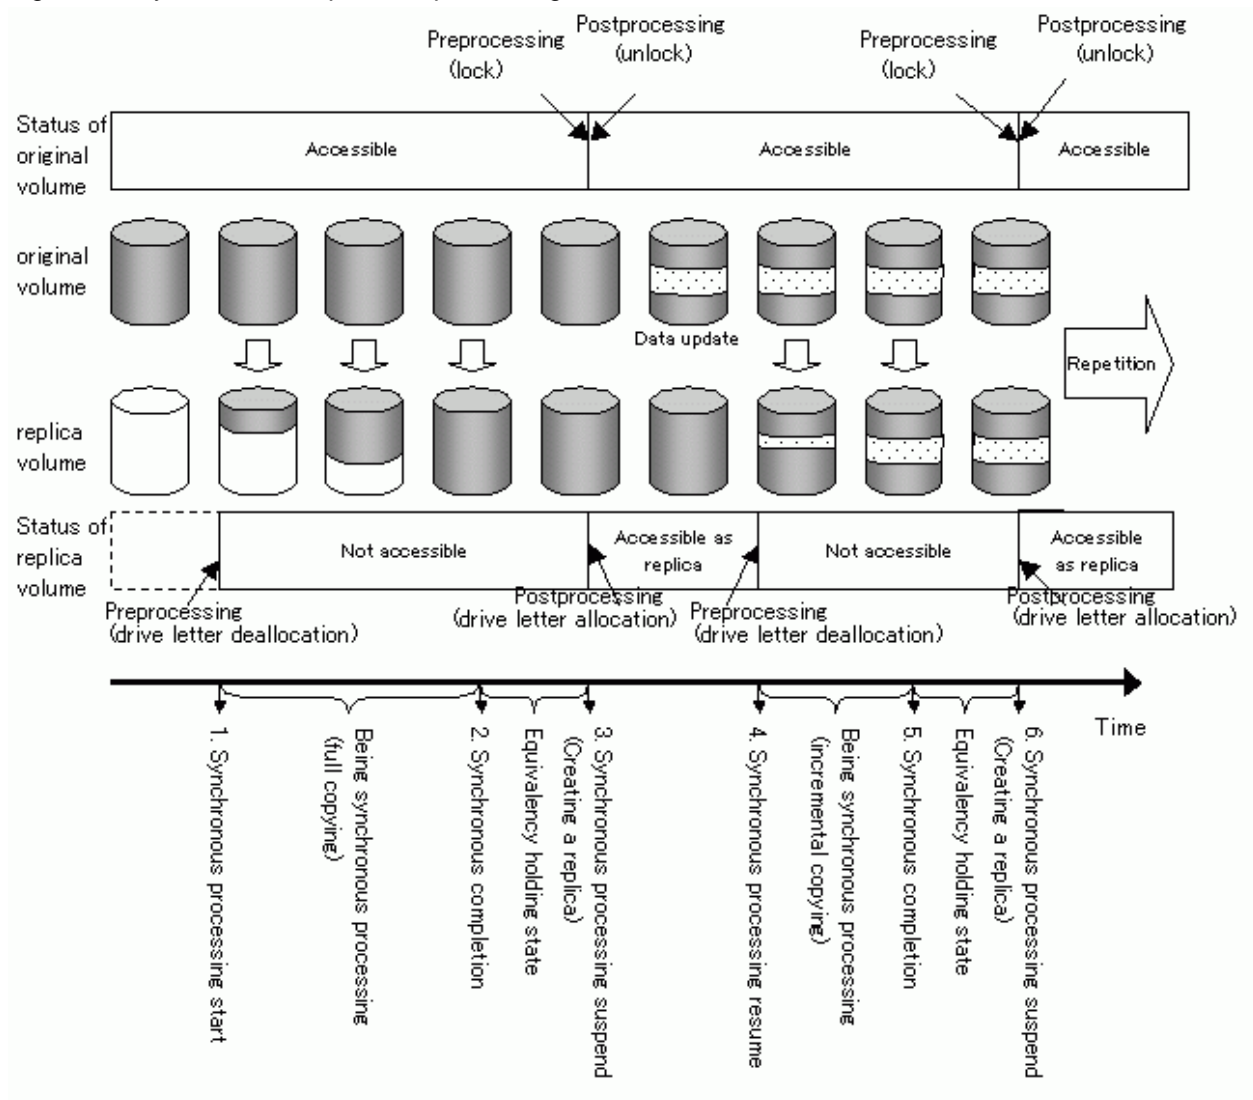 Preprocessing
(lock)
Postprocessing
(unlock)
Preprocessing
(lock)
Postprocessing
(unlock)
Status of
original
volume
Accessible
Accessible
Accessible
original
volume
Data update
Repetition
replica
volume
Status of
replica
volume
Not accessible
Accessible as
replica
Not accessible
Accessible
as replica
Preprocessing
(drive letter deallocation)
Postprocessing
(drive letter allocation)
Preprocessing
(drive letter deallocation)
Postprocessing
(drive letter allocation)
Time
1. Synchronous processing start
Being synchronous processing
(full copying)
2. Synchronous completion
Equivalency holding state
3. Synchronous processing suspend
(Creating a replica)
4. Synchronous processing resume
Being synchronous processing
(incremental copying)
5. Synchronous completion
Equivalency holding state
6. Synchronous processing suspend
(Creating a replica)